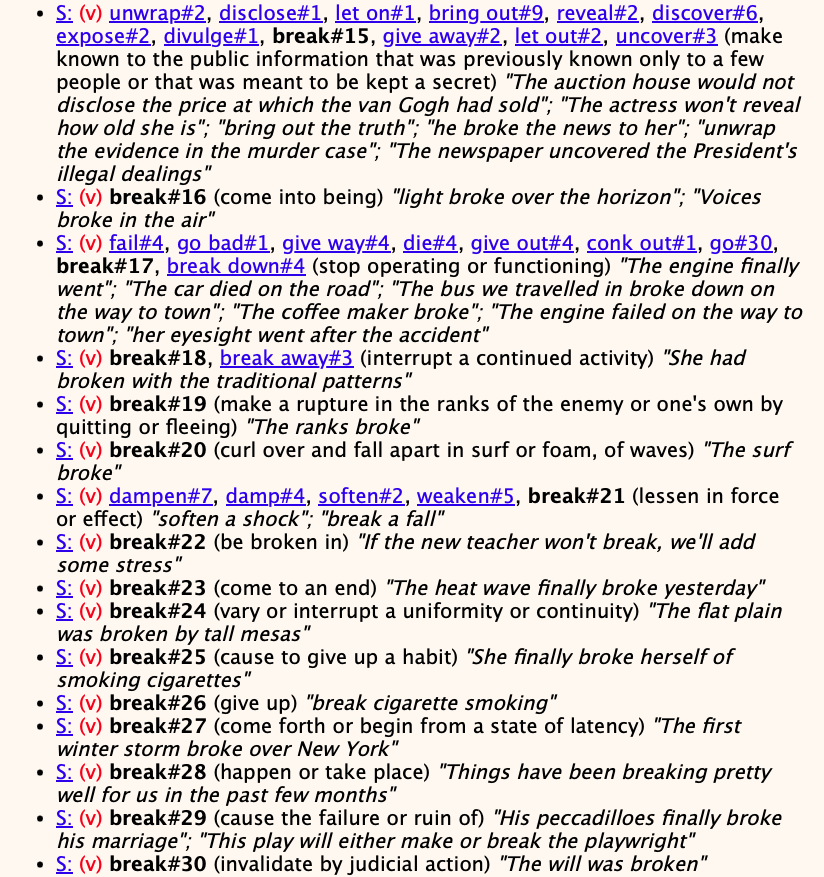 • S: (v) unwrap#2, disclose#1, let on#1, bring out#9, reveal#2, discover#6,
expose#2, divulge#1, break#15, give away#2, let out#2, uncover#3 (make
known to the public information that was previously known only to a few
people or that was meant to be kept a secret) "The auction house would not
disclose the price at which the van Gogh had sold"; "The actress won't reveal
how old she is"; "bring out the truth"; "he broke the news to her"; "unwrap
the evidence in the murder case"; "The newspaper uncovered the President's
illegal dealings"
• S: (v) break#16 (come into being) "light broke over the horizon"; "Voices
broke in the air"
• S: (v) fail#4, go bad#1, give way#4, die#4, give out#4, conk out#1, go#30,
break#17, break down#4 (stop operating or functioning) "The engine finally
went"; "The car died on the road"; "The bus we travelled in broke down on
the way to town"; "The coffee maker broke"; "The engine failed on the way to
town"; "her eyesight went after the accident"
• S: (v) break#18, break away#3 (interrupt a continued activity) "She had
broken with the traditional patterns"
• S: (v) break#19 (make a rupture in the ranks of the enemy or one's own by
quitting or fleeing) "The ranks broke"
• S: (v) break#20 (curl over and fall apart in surf or foam, of waves) "The surf
broke"
• S: (v) dampen#7, damp#4, soften#2, weaken#5, break#21 (lessen in force
or effect) "soften a shock"; "break a fall"
• S: (v) break#22 (be broken in) "If the new teacher won't break, we'll add
some stress"
• S: (v) break#23 (come to an end) "The heat wave finally broke yesterday"
• S: (v) break#24 (vary or interrupt a uniformity or continuity) "The flat plain
was broken by tall mesas"
• S: (v) break#25 (cause to give up a habit) "She finally broke herself of
smoking cigarettes"
• S: (v) break#26 (give up) "break cigarette smoking"
• S: (v) break#27 (come forth or begin from a state of latency) "The first
winter storm broke over New York"
• S: (v) break#28 (happen or take place) "Things have been breaking pretty
well for us in the past few months"
• S: (v) break#29 (cause the failure or ruin of) "His peccadilloes finally broke
his marriage"; "This play will either make or break the playwright"
• S: (v) break#30 (invalidate by judicial action) "The will was broken"